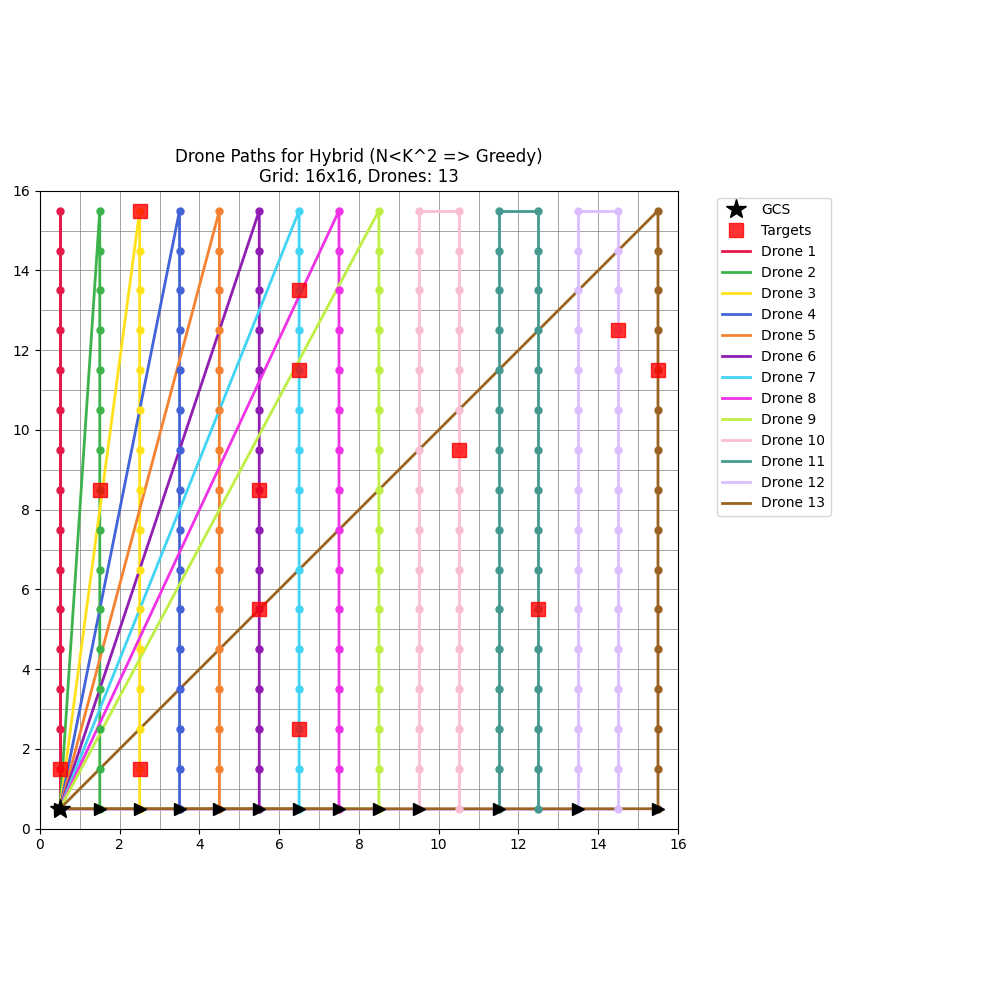 Drone Paths for Hybrid (N<K^2 => Greedy)
Grid: 16x16, Drones: 13
16
14
12
10
8
6
4
2
0
0 2 4 6 8 10 12 14 16
GCS
Targets
Drone 1
Drone 2
Drone 3
Drone 4
Drone 5
Drone 6
Drone 7
Drone 8
Drone 9
Drone 10
Drone 11
Drone 12
Drone 13